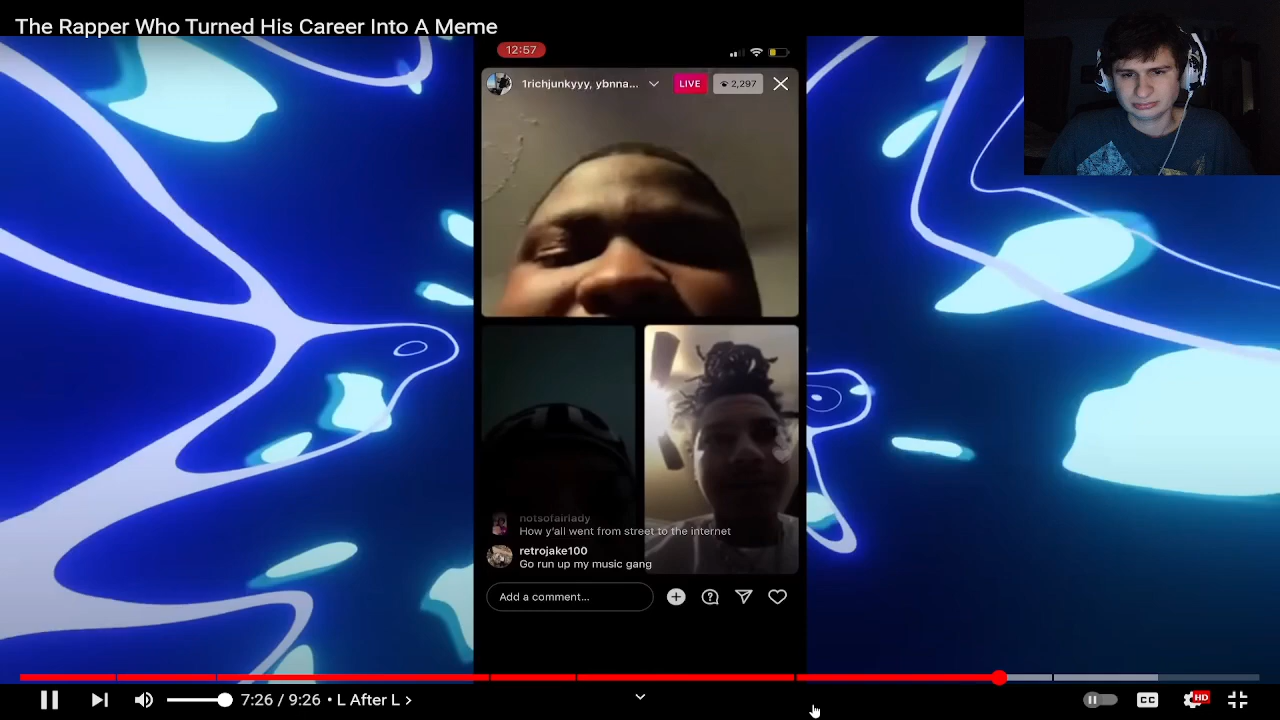 The Rapper Who Turned His Career Into A Meme
12:57
1richjunkyyy, ybnna...
LIVE
2,297
notsofairlady
How y'all went from street to the internet
retrojake100
Go run up my music gang
Add a comment...
7:26 / 9:26 • L After L >
CC
HD